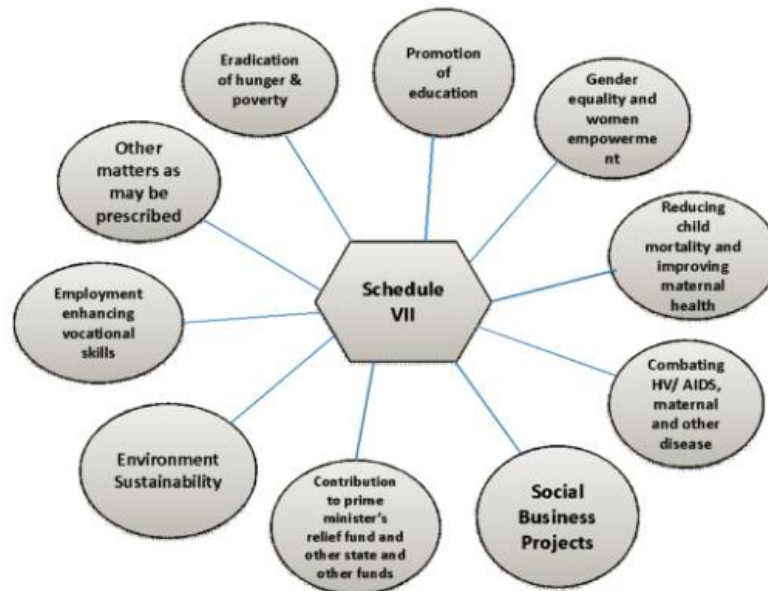 Schedule
VII
Eradication
of hunger &
poverty
Promotion
of
education
Gender
equality and
women
empowerme
nt
Reducing
child
mortality and
improving
maternal
health
Combating
HV/ AIDS,
maternal
and other
disease
Social
Business
Projects
Contribution
to prime
minister's
relief fund and
other state and
other funds
Environment
Sustainability
Employment
enhancing
vocational
skills
Other
matters as
may be
prescribed